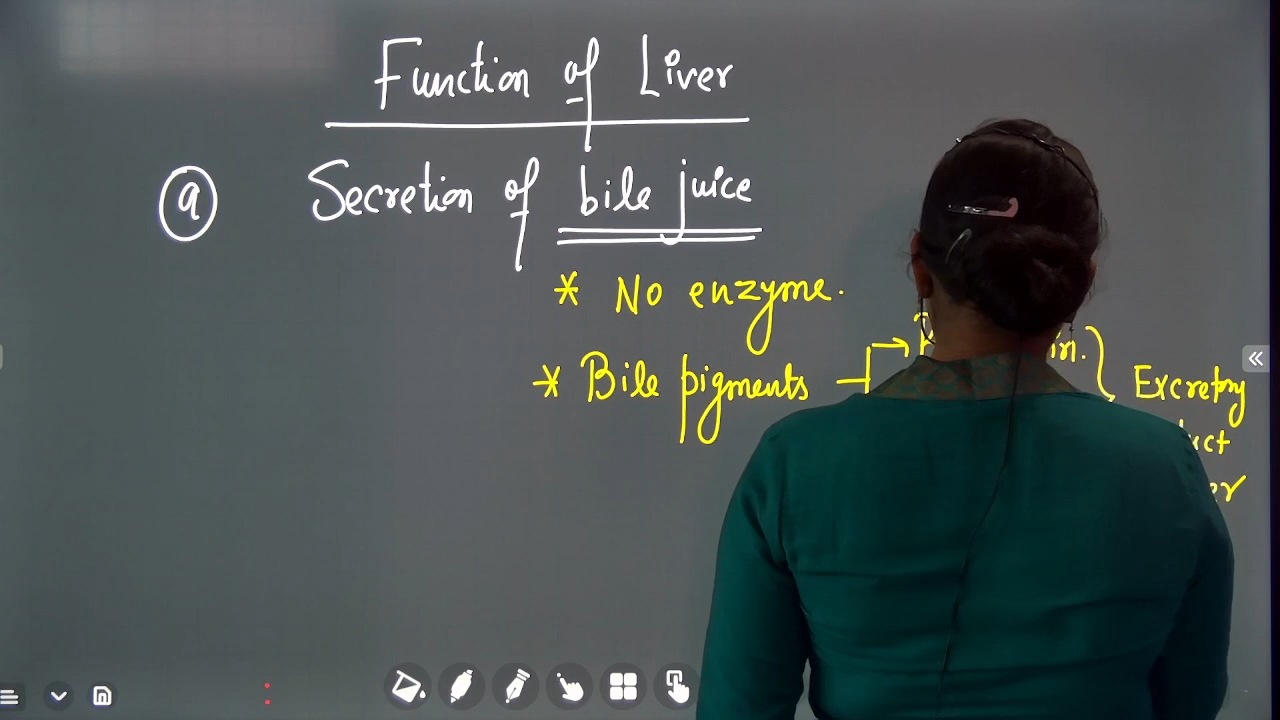 Function of Liver
a Secretion of bile juice
* No enzyme.
* Bile pigments → Excretory